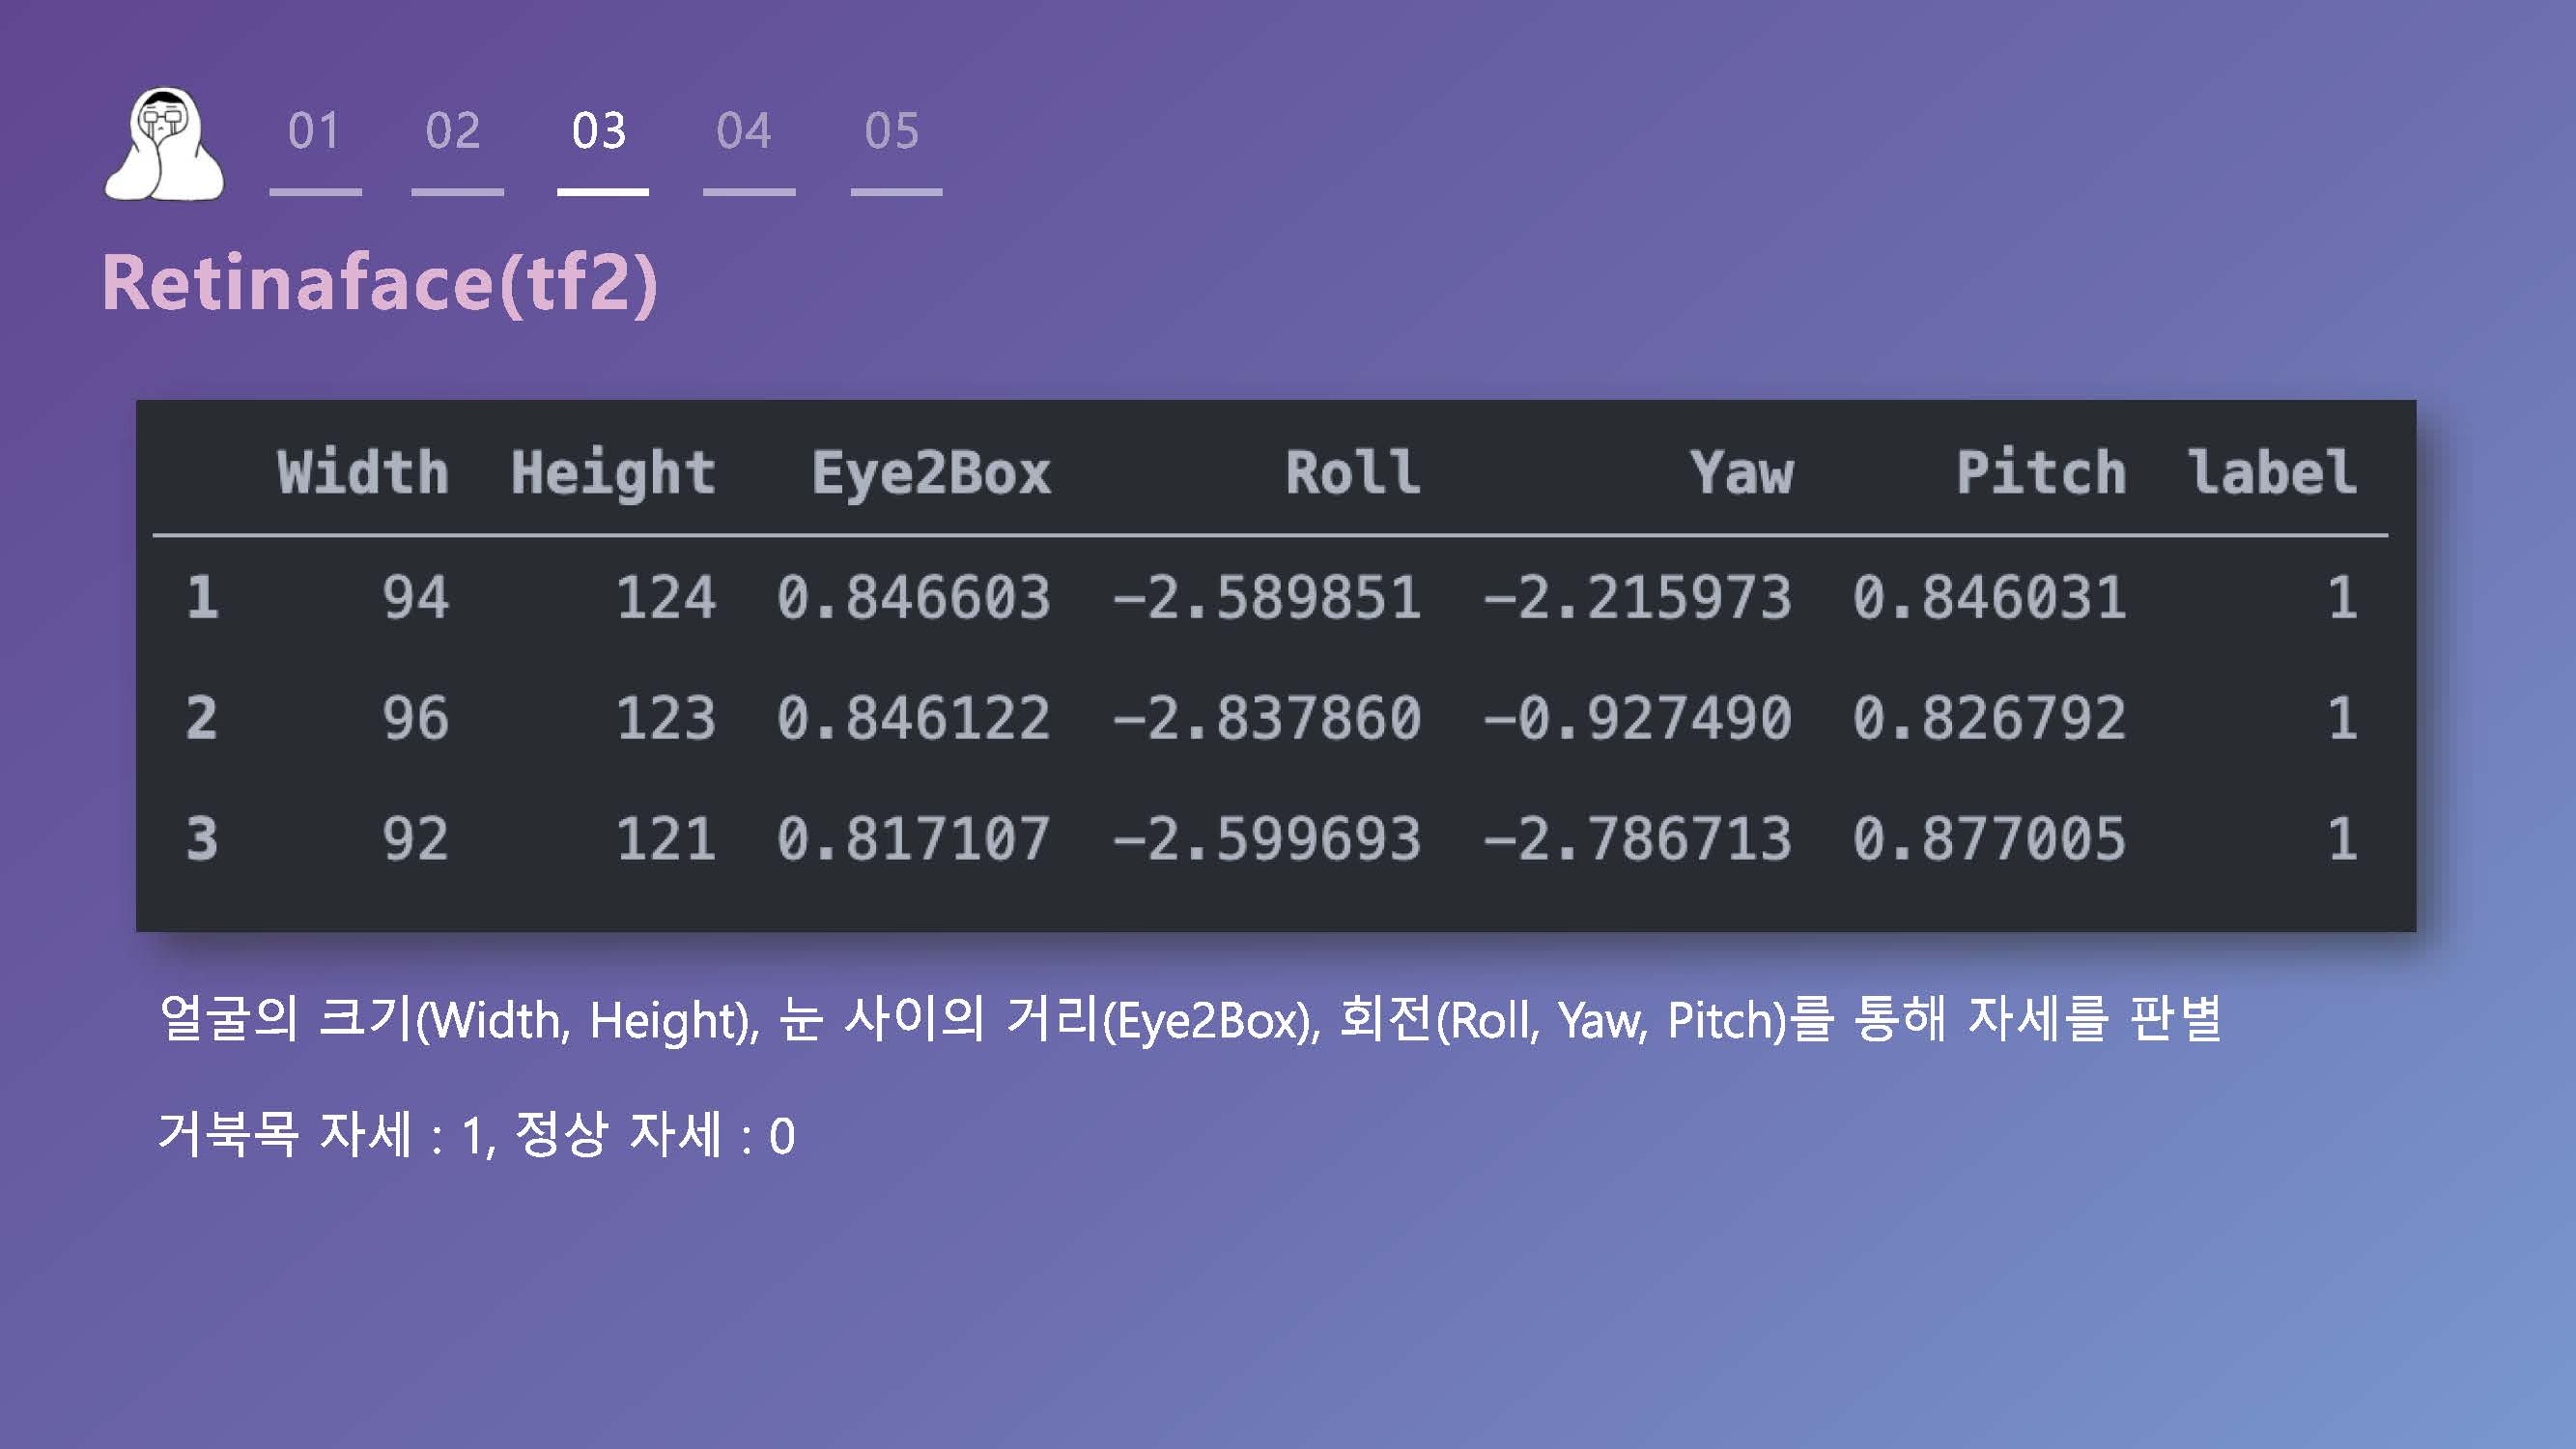 01 02 03 04 05
Retinaface(tf2)
Width Height Eye2Box Roll Yaw Pitch label
1 94 124 0.846603 −2.589851 −2.215973 0.846031 1
2 96 123 0.846122 −2.837860 −0.927490 0.826792 1
3 92 121 0.817107 −2.599693 −2.786713 0.877005 1
얼굴의 크기(Width, Height), 눈 사이의 거리(Eye2Box), 회전(Roll, Yaw, Pitch)를 통해 자세를 판별
거북목 자세 : 1, 정상 자세 : 0